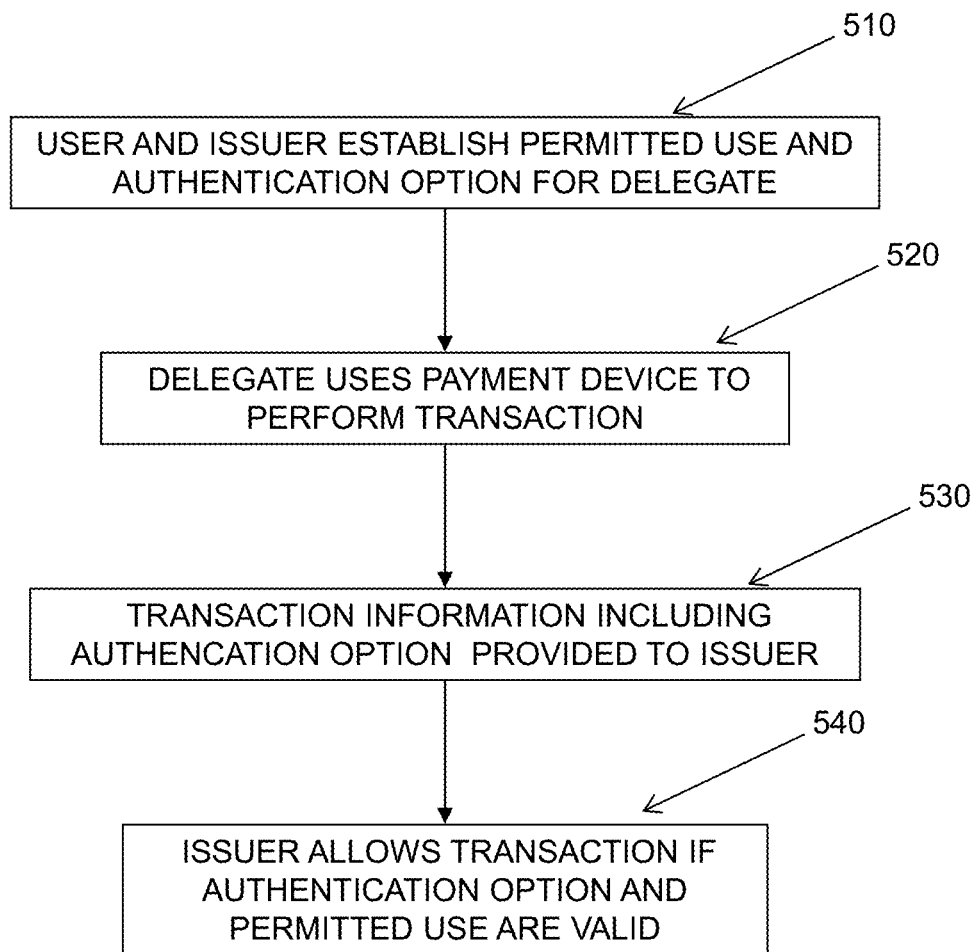 510
USER AND ISSUER ESTABLISH PERMITTED USE AND
AUTHENTICATION OPTION FOR DELEGATE
520
DELEGATE USES PAYMENT DEVICE TO
PERFORM TRANSACTION
530
TRANSACTION INFORMATION INCLUDING
AUTHENCATION OPTION PROVIDED TO ISSUER
540
ISSUER ALLOWS TRANSACTION IF
AUTHENTICATION OPTION AND
PERMITTED USE ARE VALID